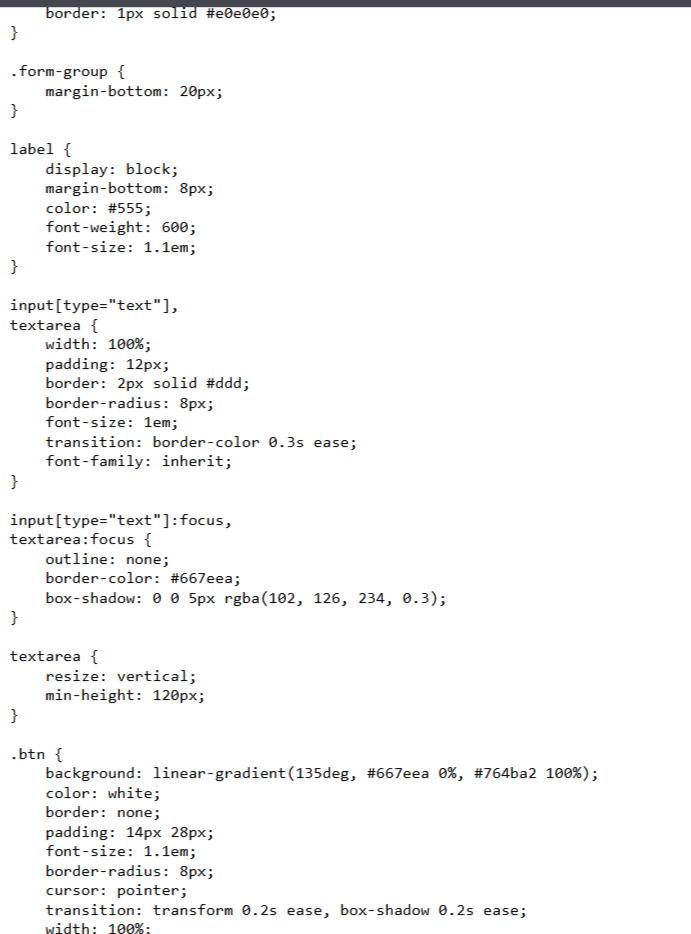 border: 1px solid #e0e0e0;
}

.form-group {
    margin-bottom: 20px;
}

label {
    display: block;
    margin-bottom: 8px;
    color: #555;
    font-weight: 600;
    font-size: 1.1em;
}

input[type="text"],
textarea {
    width: 100%;
    padding: 12px;
    border: 2px solid #ddd;
    border-radius: 8px;
    font-size: 1em;
    transition: border-color 0.3s ease;
    font-family: inherit;
}

input[type="text"]:focus,
textarea:focus {
    outline: none;
    border-color: #667eea;
    box-shadow: 0 0 5px rgba(102, 126, 234, 0.3);
}

textarea {
    resize: vertical;
    min-height: 120px;
}

.btn {
    background: linear-gradient(135deg, #667eea 0%, #764ba2 100%);
    color: white;
    border: none;
    padding: 14px 28px;
    font-size: 1.1em;
    border-radius: 8px;
    cursor: pointer;
    transition: transform 0.2s ease, box-shadow 0.2s ease;
    width: 100%;